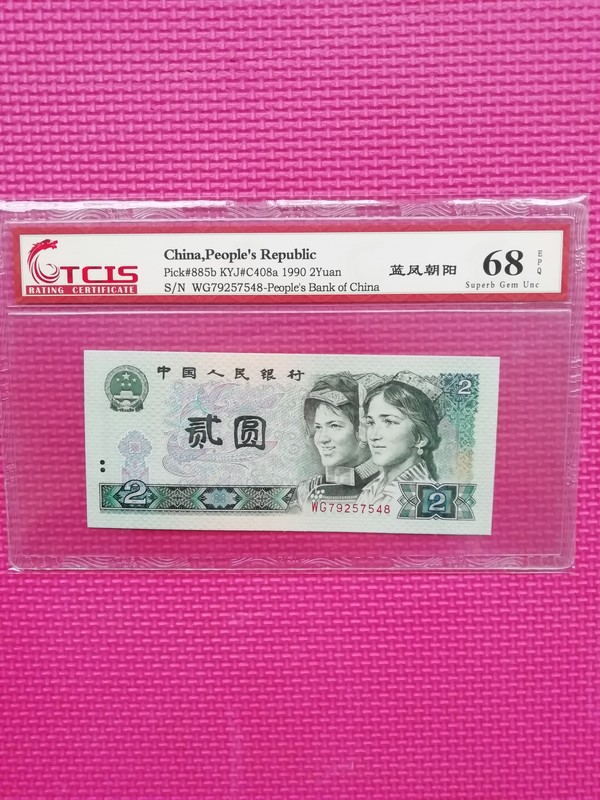 TCIS
RATING CERTIFICATE
China,People's Republic
Pick#885b KYJ#C408a 1990 2Yuan
S/N WG79257548-People's Bank of China
蓝凤朝阳
68
EPQ
Superb Gem Unc
中国人民银行
2
贰圆
2
WG79257548
2